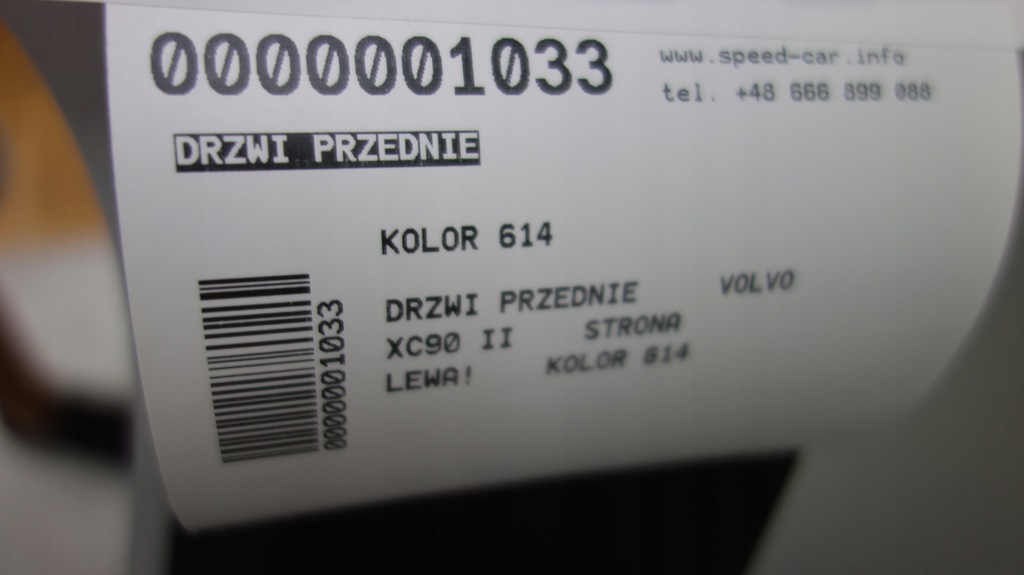 0000001033
www.speed-car.info
tel. +48 666 899 088
DRZWI PRZEDNIE
KOLOR 614
DRZWI PRZEDNIE VOLVO
XC90 II STRONA
LEWA! KOLOR 614
0000001033